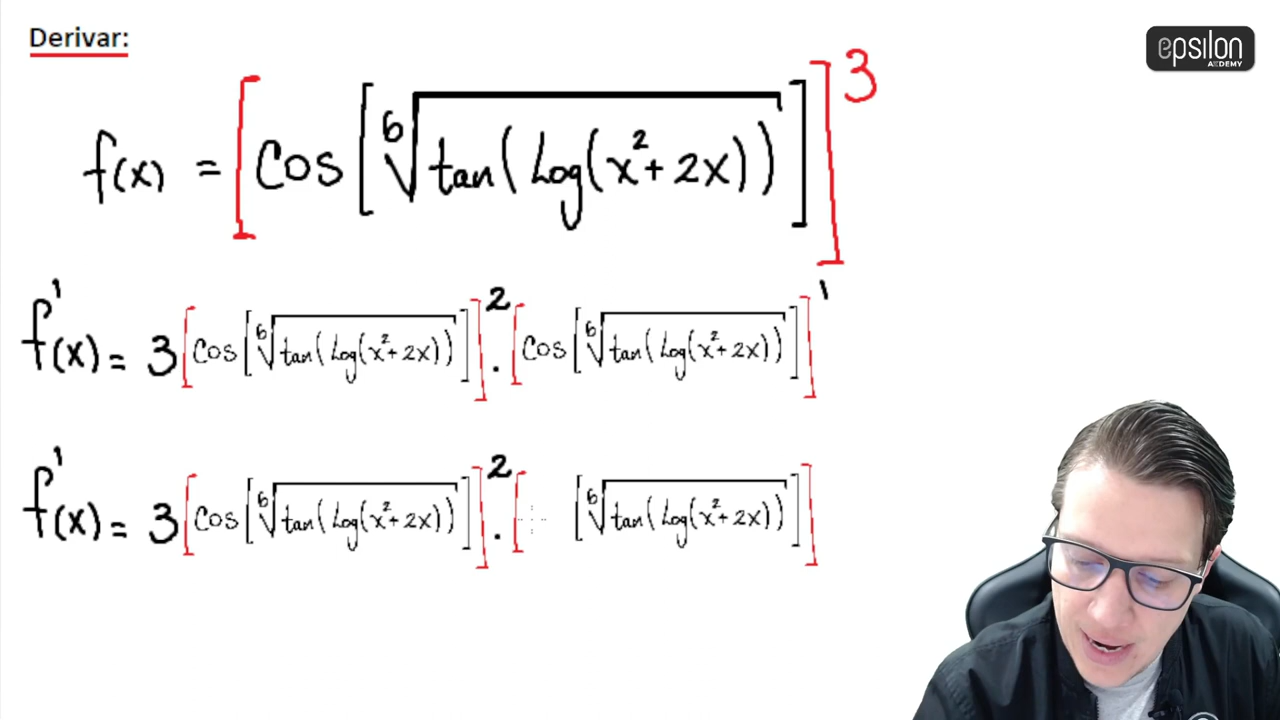 Derivar:
epsilon
AXDEMY
f(x) = [Cos[⁶√tan(Log(x²+2x))]]³
f'(x) = 3[Cos[⁶√tan(Log(x²+2x))]]² · [Cos[⁶√tan(Log(x²+2x))]]'
f'(x) = 3[Cos[⁶√tan(Log(x²+2x))]]² · [ [⁶√tan(Log(x²+2x))]]